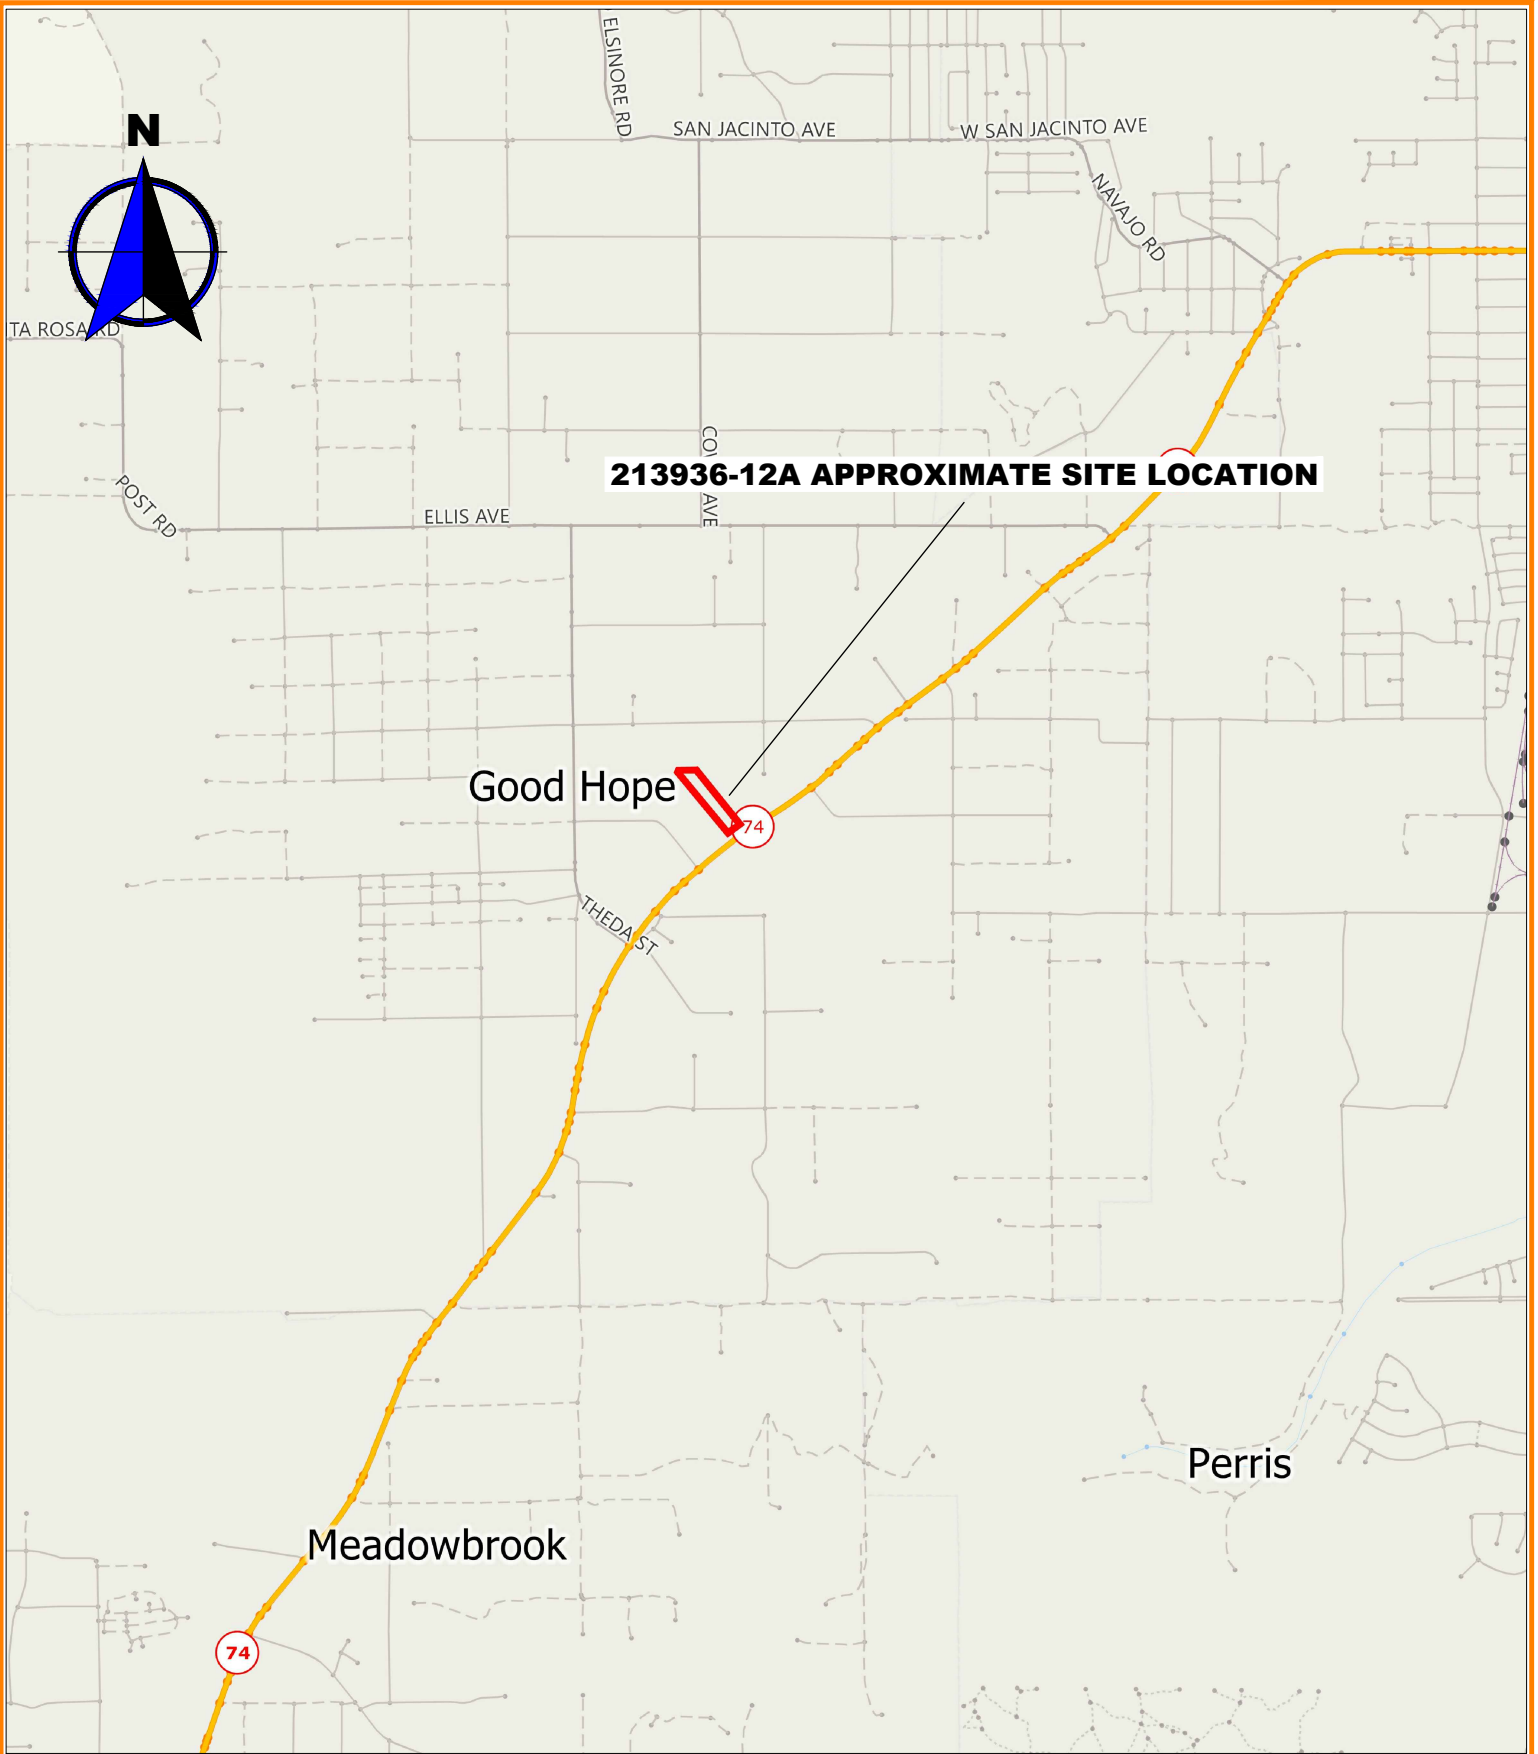 ELSINORE RD
N
SAN JACINTO AVE
W SAN JACINTO AVE
NAVAJO RD
TA ROSA RD
213936-12A APPROXIMATE SITE LOCATION
AVE
POST RD
ELLIS AVE
Good Hope
74
THEDA ST
Perris
Meadowbrook
74